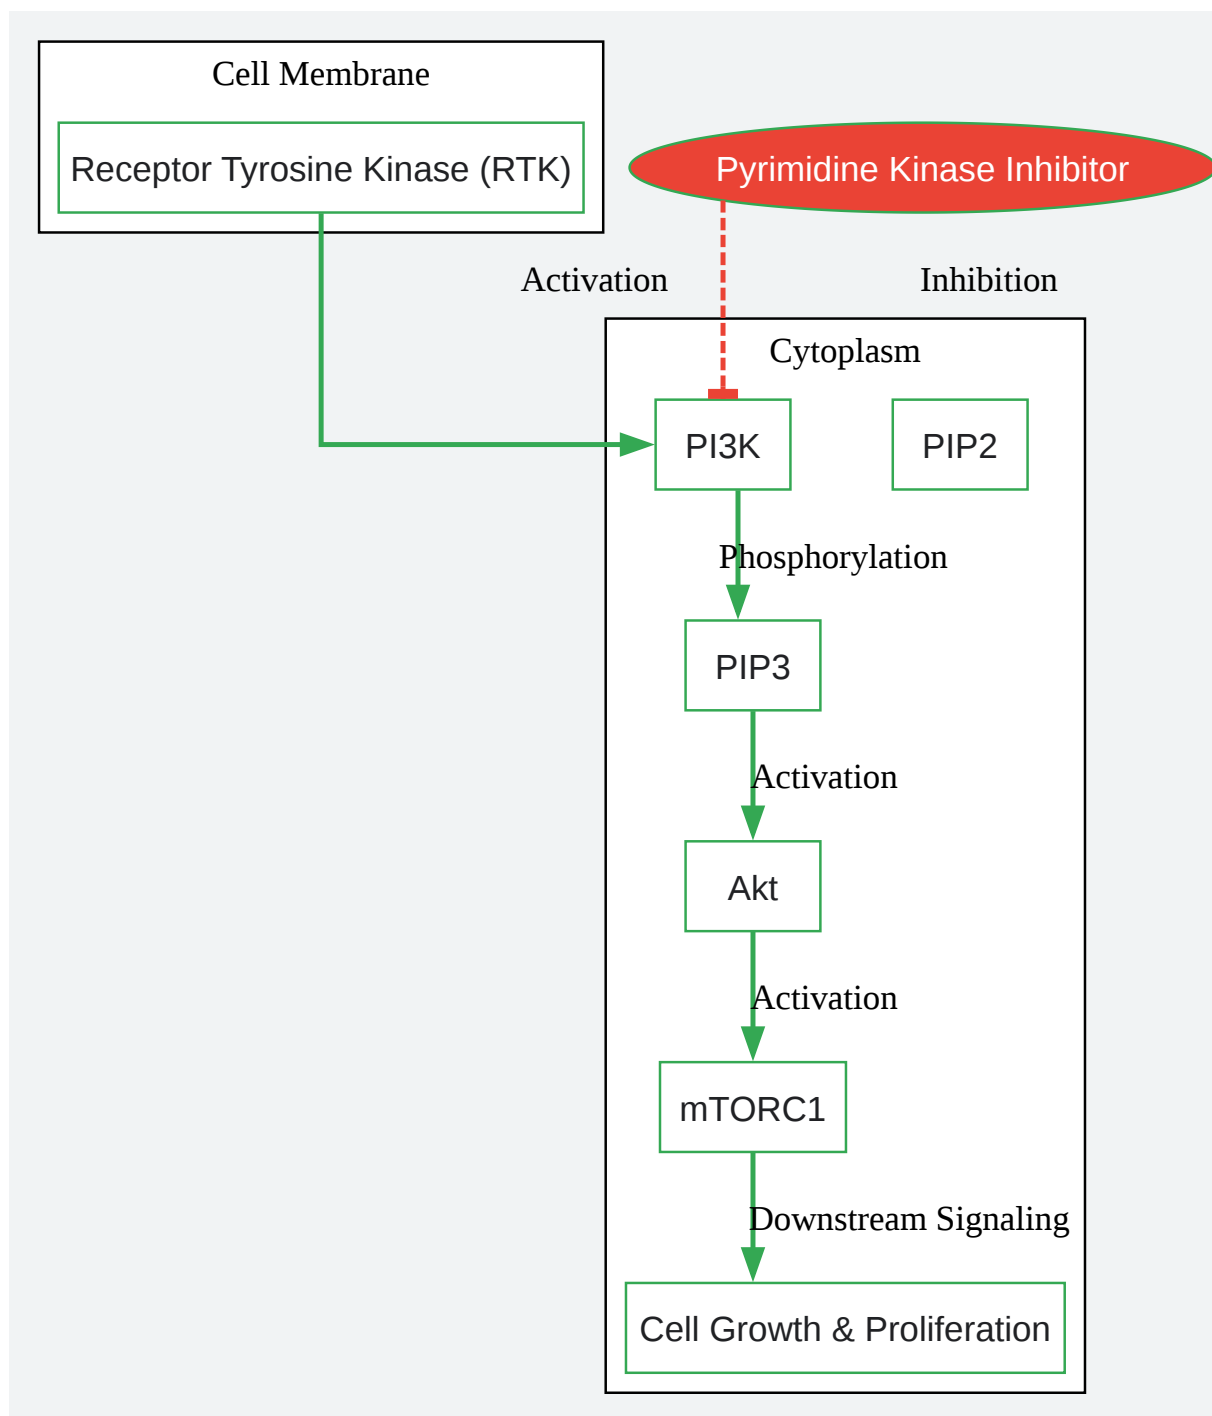 Cell Membrane
Receptor Tyrosine Kinase (RTK)
Pyrimidine Kinase Inhibitor
Activation
Inhibition
Cytoplasm
PI3K
PIP2
Phosphorylation
PIP3
Activation
Akt
Activation
mTORC1
Downstream Signaling
Cell Growth & Proliferation